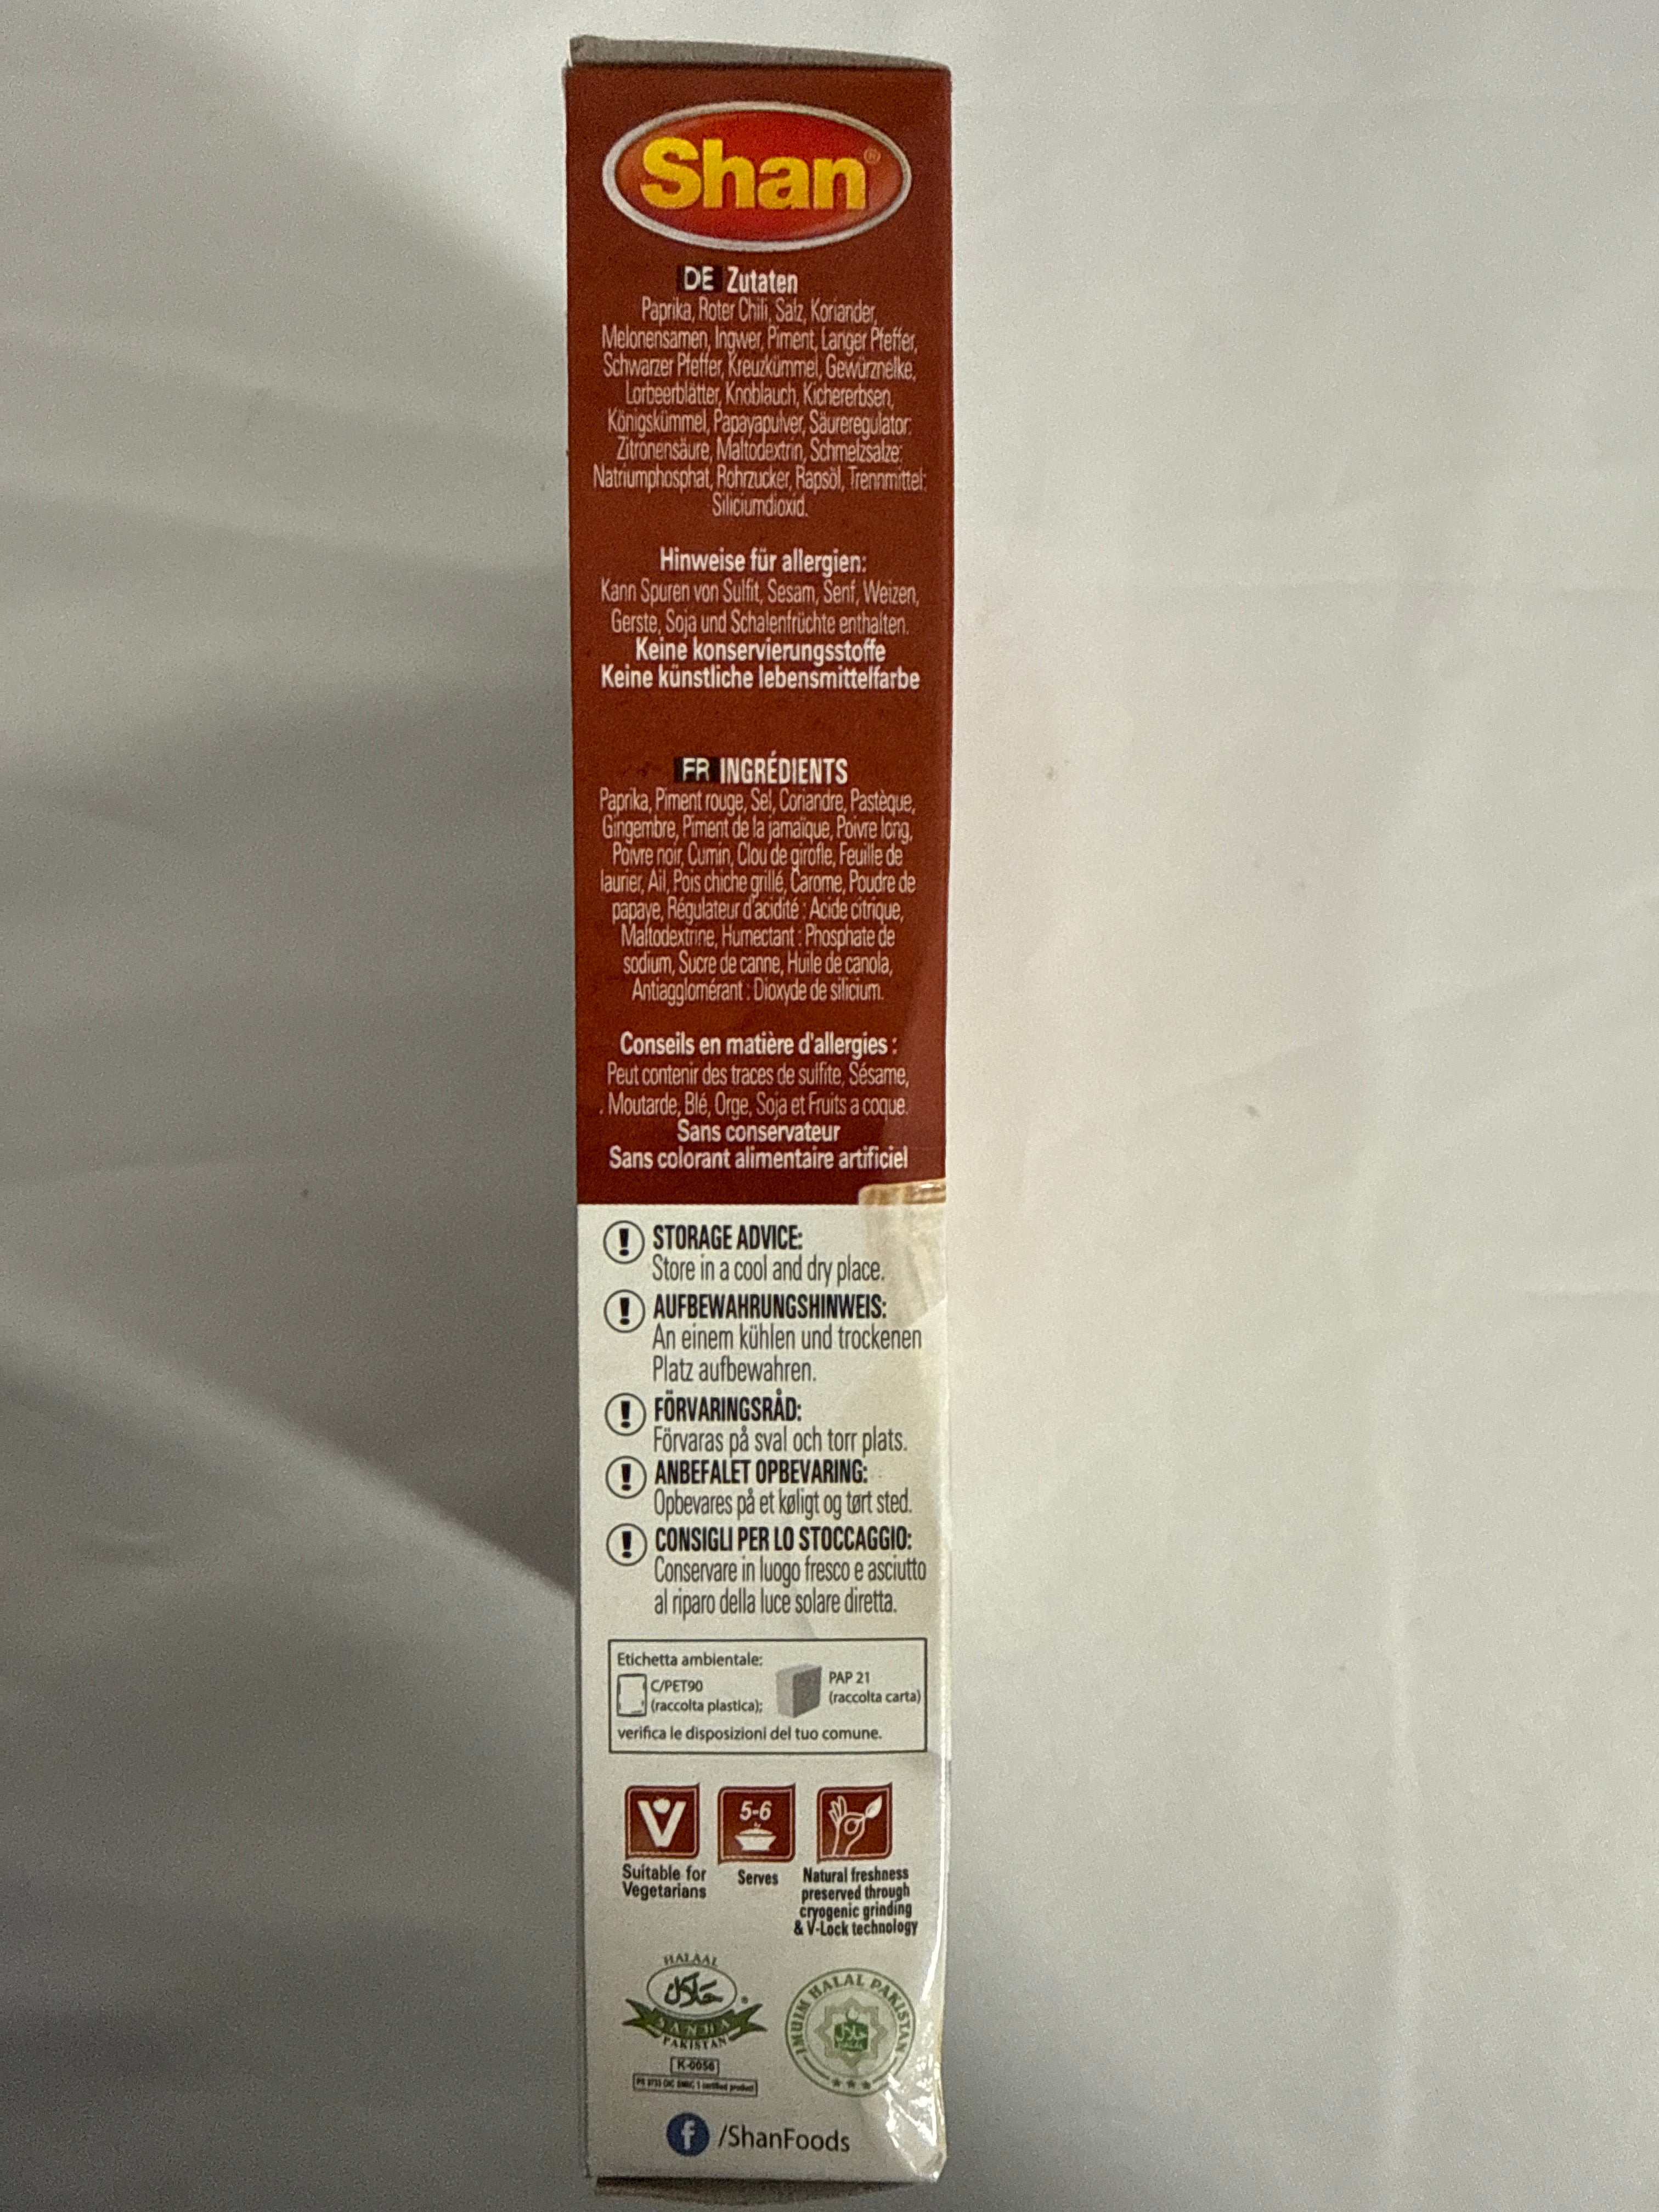 Shan®
DE Zutaten
Paprika, Roter Chili, Salz, Koriander,
Melonensamen, Ingwer, Piment, Langer Pfeffer,
Schwarzer Pfeffer, Kreuzkümmel, Gewürznelke,
Lorbeerblätter, Knoblauch, Kichererbsen,
Königskümmel, Papayapulver, Säureregulator:
Zitronensäure, Maltodextrin, Schmelzsalze:
Natriumphosphat, Rohrzucker, Rapsöl, Trennmittel:
Siliciumdioxid.
Hinweise für allergien:
Kann Spuren von Sulfit, Sesam, Senf, Weizen,
Gerste, Soja und Schalenfrüchte enthalten.
Keine konservierungsstoffe
Keine künstliche lebensmittelfarbe
FR INGRÉDIENTS
Paprika, Piment rouge, Sel, Coriandre, Pastèque,
Gingembre, Piment de la jamaïque, Poivre long,
Poivre noir, Cumin, Clou de girofle, Feuille de
laurier, Ail, Pois chiche grillé, Carome, Poudre de
papaye, Régulateur d'acidité : Acide citrique,
Maltodextrine, Humectant : Phosphate de
sodium, Sucre de canne, Huile de canola,
Antiagglomérant : Dioxyde de silicium.
Conseils en matière d'allergies :
Peut contenir des traces de sulfite, Sésame,
Moutarde, Blé, Orge, Soja et Fruits a coque.
Sans conservateur
Sans colorant alimentaire artificiel
! STORAGE ADVICE:
Store in a cool and dry place.
! AUFBEWAHRUNGSHINWEIS:
An einem kühlen und trockenen
Platz aufbewahren.
! FÖRVARINGSRÅD:
Förvaras på sval och torr plats.
! ANBEFALET OPBEVARING:
Opbevares på et køligt og tørt sted.
! CONSIGLI PER LO STOCCAGGIO:
Conservare in luogo fresco e asciutto
al riparo della luce solare diretta.
Etichetta ambientale:
C/PET90
(raccolta plastica);
PAP 21
(raccolta carta)
verifica le disposizioni del tuo comune.
V
Suitable for
Vegetarians
5-6
Serves
Natural freshness
preserved through
cryogenic grinding
& V-Lock technology
HALAAL
حلال
SANHA
PAKISTAN
K-0056
certified product
HALAL PAKISTAN
f /ShanFoods